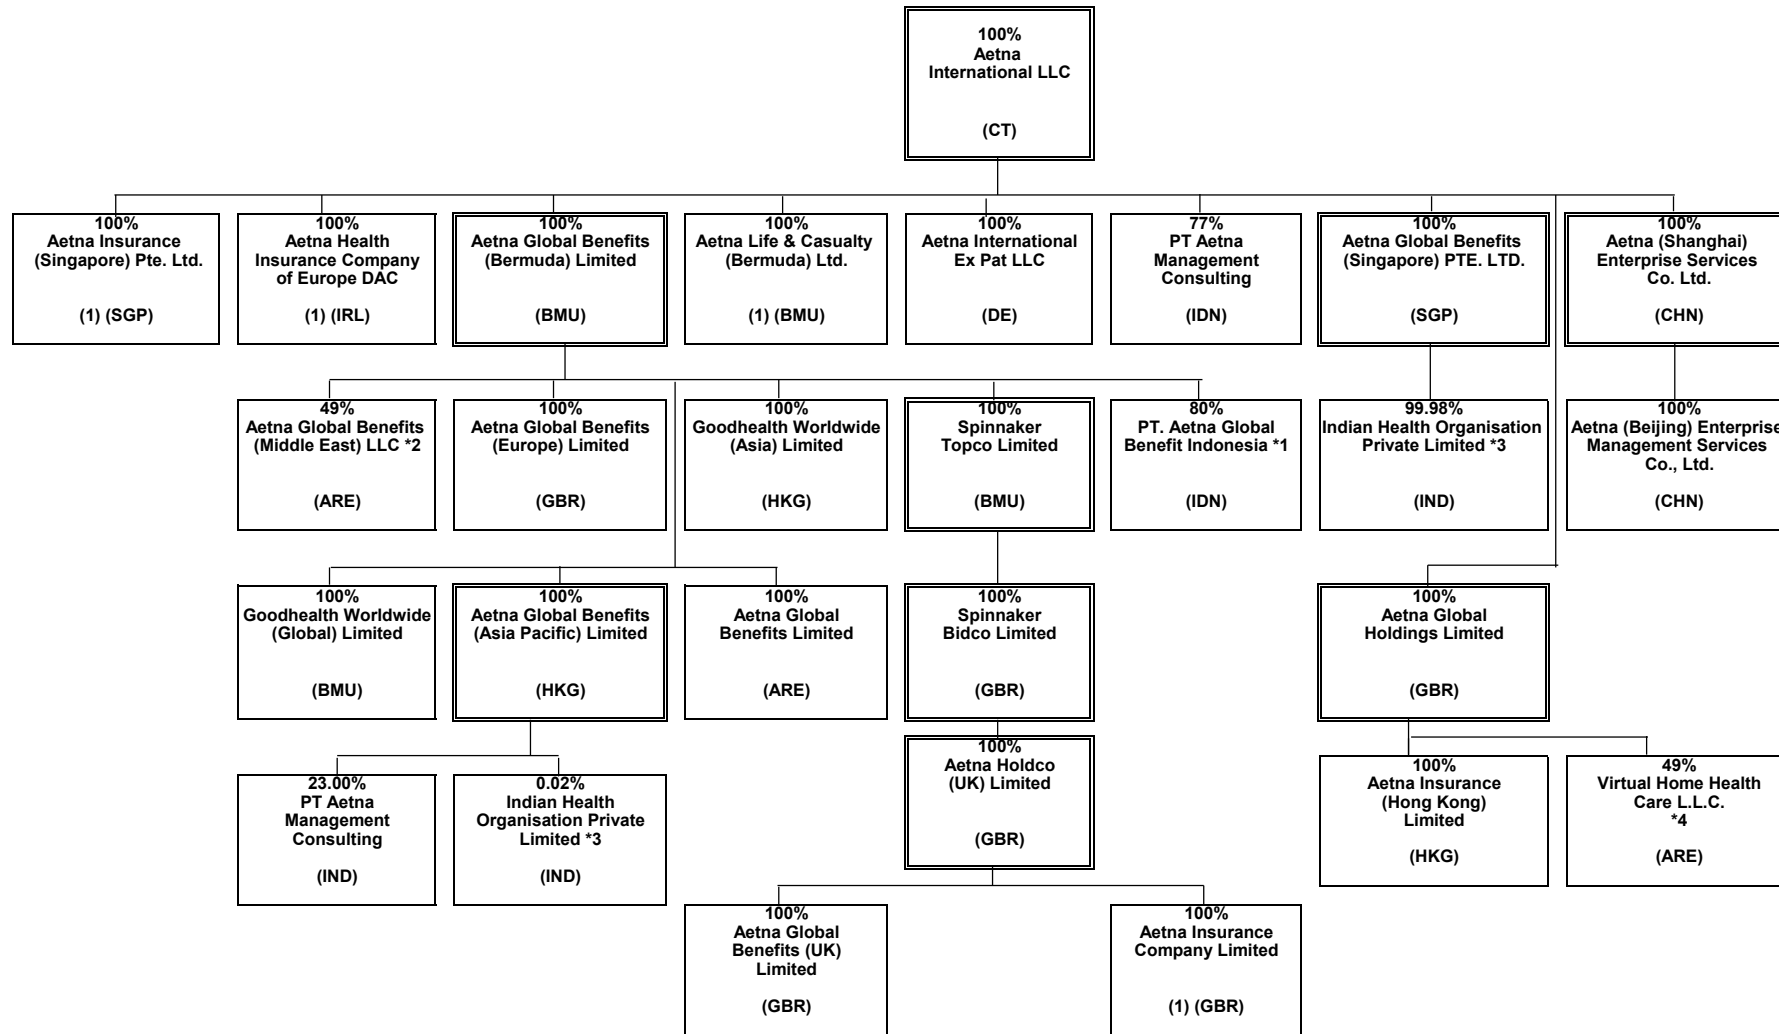 100%
Aetna
International LLC
(CT)
100%
Aetna Insurance
(Singapore) Pte. Ltd.
(1) (SGP)
100%
Aetna Health
Insurance Company
of Europe DAC
(1) (IRL)
100%
Aetna Global Benefits
(Bermuda) Limited
(BMU)
100%
Aetna Life & Casualty
(Bermuda) Ltd.
(1) (BMU)
100%
Aetna International
Ex Pat LLC
(DE)
77%
PT Aetna
Management
Consulting
(IDN)
100%
Aetna Global Benefits
(Singapore) PTE. LTD.
(SGP)
100%
Aetna (Shanghai)
Enterprise Services
Co. Ltd.
(CHN)
49%
Aetna Global Benefits
(Middle East) LLC *2
(ARE)
100%
Aetna Global Benefits
(Europe) Limited
(GBR)
100%
Goodhealth Worldwide
(Asia) Limited
(HKG)
100%
Spinnaker
Topco Limited
(BMU)
80%
PT. Aetna Global
Benefit Indonesia *1
(IDN)
99.98%
Indian Health Organisation
Private Limited *3
(IND)
100%
Aetna (Beijing) Enterprise
Management Services
Co., Ltd.
(CHN)
100%
Goodhealth Worldwide
(Global) Limited
(BMU)
100%
Aetna Global Benefits
(Asia Pacific) Limited
(HKG)
100%
Aetna Global
Benefits Limited
(ARE)
100%
Spinnaker
Bidco Limited
(GBR)
100%
Aetna Global
Holdings Limited
(GBR)
23.00%
PT Aetna
Management
Consulting
(IND)
0.02%
Indian Health
Organisation Private
Limited *3
(IND)
100%
Aetna Holdco
(UK) Limited
(GBR)
100%
Aetna Insurance
(Hong Kong)
Limited
(HKG)
49%
Virtual Home Health
Care L.L.C.
*4
(ARE)
100%
Aetna Global
Benefits (UK)
Limited
(GBR)
100%
Aetna Insurance
Company Limited
(1) (GBR)